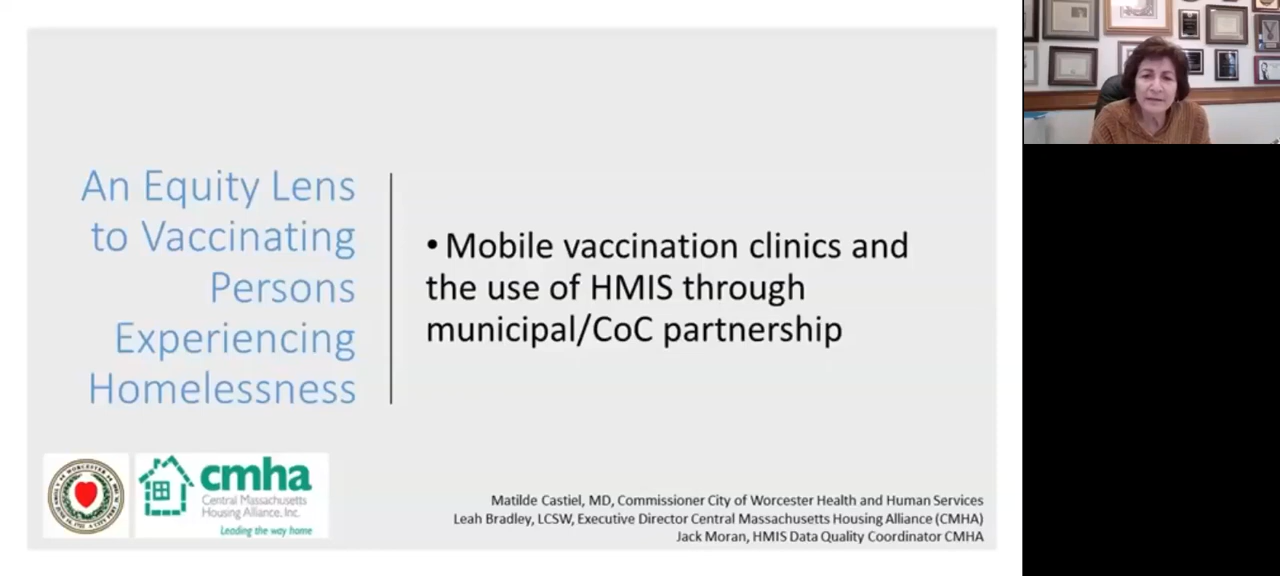 An Equity Lens
to Vaccinating
Persons
Experiencing
Homelessness
• Mobile vaccination clinics and
the use of HMIS through
municipal/CoC partnership
cmha
Central Massachusetts
Housing Alliance, Inc.
Leading the way home
Matilde Castiel, MD, Commissioner City of Worcester Health and Human Services
Leah Bradley, LCSW, Executive Director Central Massachusetts Housing Alliance (CMHA)
Jack Moran, HMIS Data Quality Coordinator CMHA